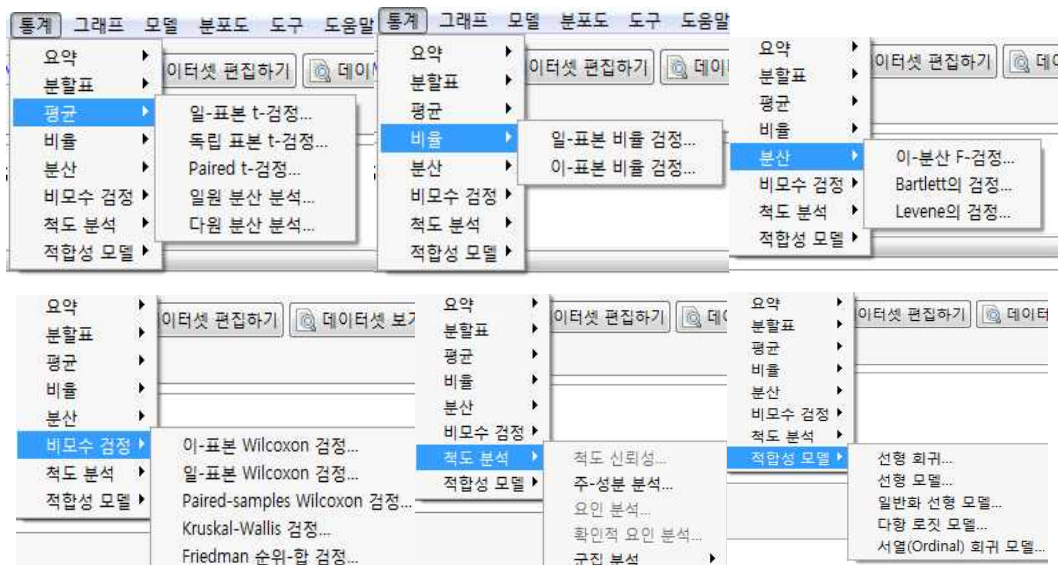 통계 그래프 모델 분포도 도구 도움말
요약
분할표
평균
비율
분산
비모수 검정
척도 분석
적합성 모델
이터셋 편집하기 데이
일-표본 t-검정...
독립 표본 t-검정...
Paired t-검정...
일원 분산 분석...
다원 분산 분석...
통계 그래프 모델 분포도 도구 도움말
요약
분할표
평균
비율
분산
비모수 검정
척도 분석
적합성 모델
이터셋 편집하기 데이
일-표본 비율 검정...
이-표본 비율 검정...
요약
분할표
평균
비율
분산
비모수 검정
척도 분석
적합성 모델
이터셋 편집하기 데이
이-분산 F-검정...
Bartlett의 검정...
Levene의 검정...
요약
분할표
평균
비율
분산
비모수 검정
척도 분석
적합성 모델
이터셋 편집하기 데이터셋 보기
이-표본 Wilcoxon 검정...
일-표본 Wilcoxon 검정...
Paired-samples Wilcoxon 검정...
Kruskal-Wallis 검정...
Friedman 순위-합 검정...
요약
분할표
평균
비율
분산
비모수 검정
척도 분석
적합성 모델
이터셋 편집하기 데
척도 신뢰성...
주-성분 분석...
요인 분석...
확인적 요인 분석...
군집 분석
요약
분할표
평균
비율
분산
비모수 검정
척도 분석
적합성 모델
이터셋 편집하기 데이터
선형 회귀...
선형 모델...
일반화 선형 모델...
다항 로짓 모델...
서열(Ordinal) 회귀 모델...